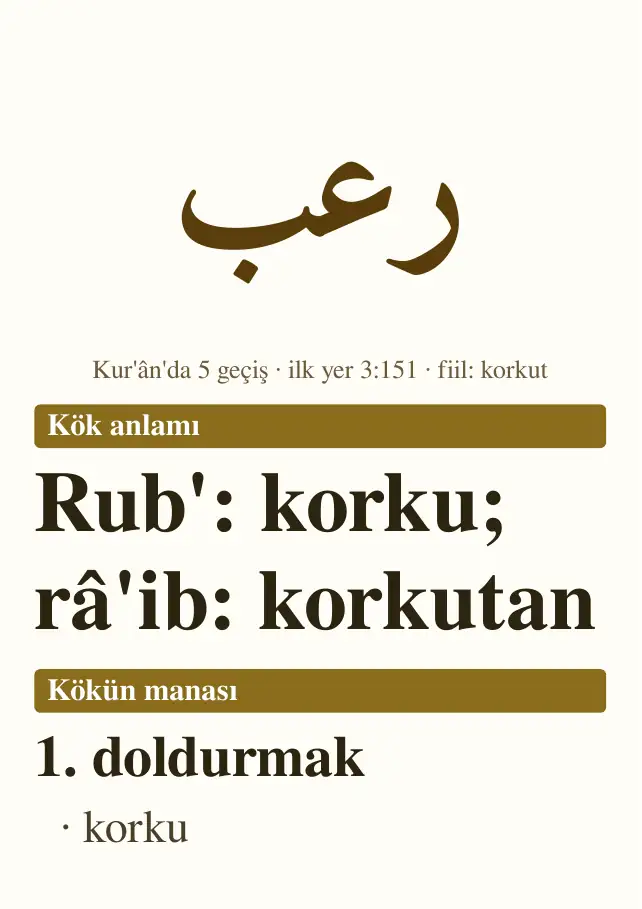 رعب
Kur'ân'da 5 geçiş · ilk yer 3:151 · fiil: korkut
Kök anlamı
Rub': korku;
râ'ib: korkutan
Kökün manası
1. doldurmak
· korku